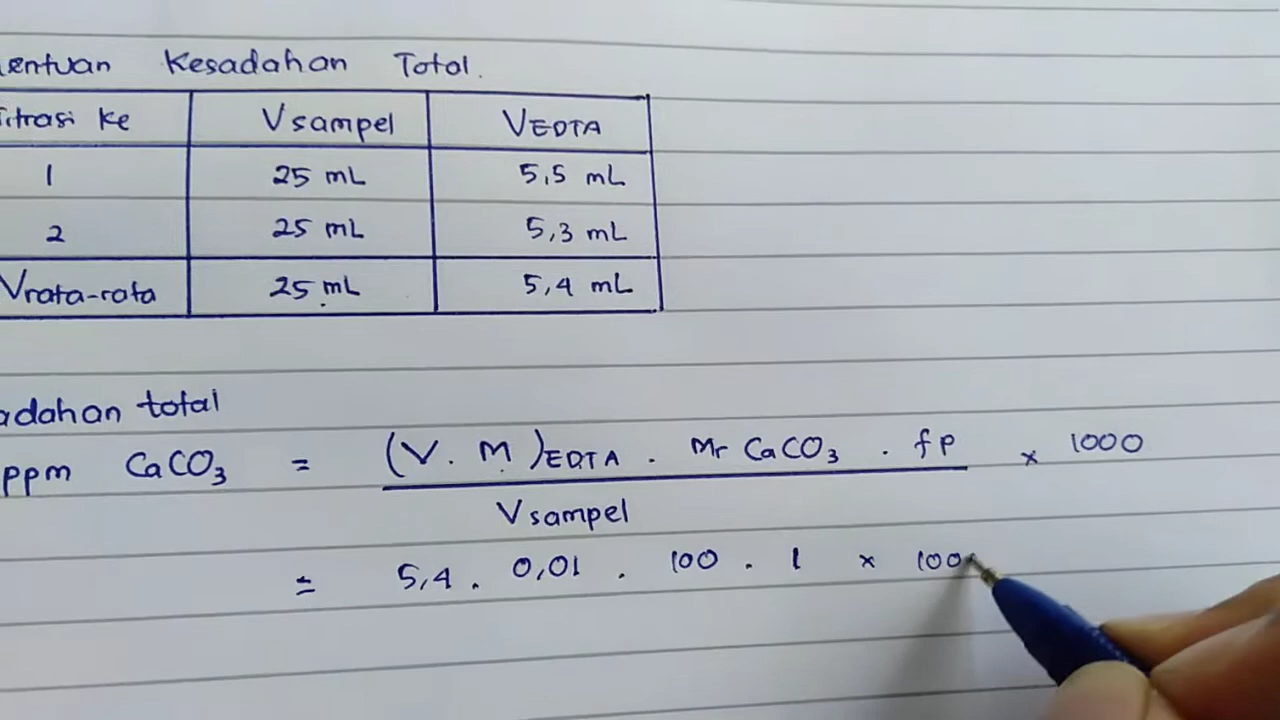 entuan Kesadahan Total.
itrasi ke Vsampel VEDTA
1 25 mL 5,5 mL
2 25 mL 5,3 mL
Vrata-rata 25 mL 5,4 mL
adahan total
ppm CaCO₃ = (V. M)EDTA . Mr CaCO₃ . fp × 1000
Vsampel
= 5,4 . 0,01 . 100 . 1 × 100